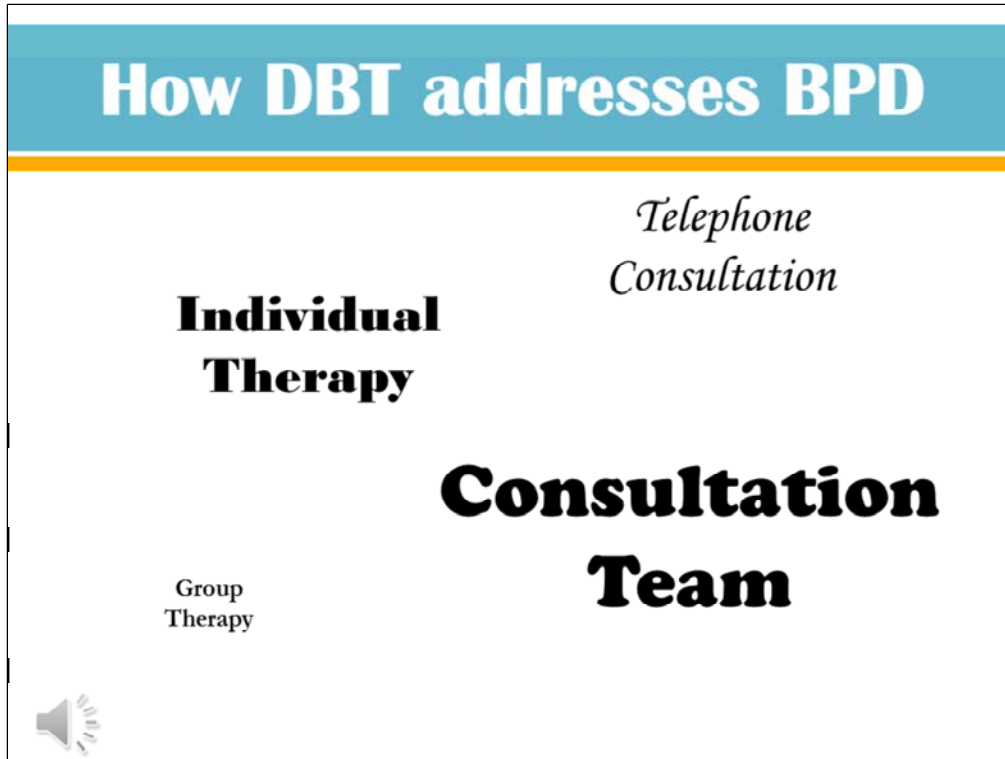 How DBT addresses BPD
Telephone
Consultation
Individual
Therapy
Consultation
Team
Group
Therapy